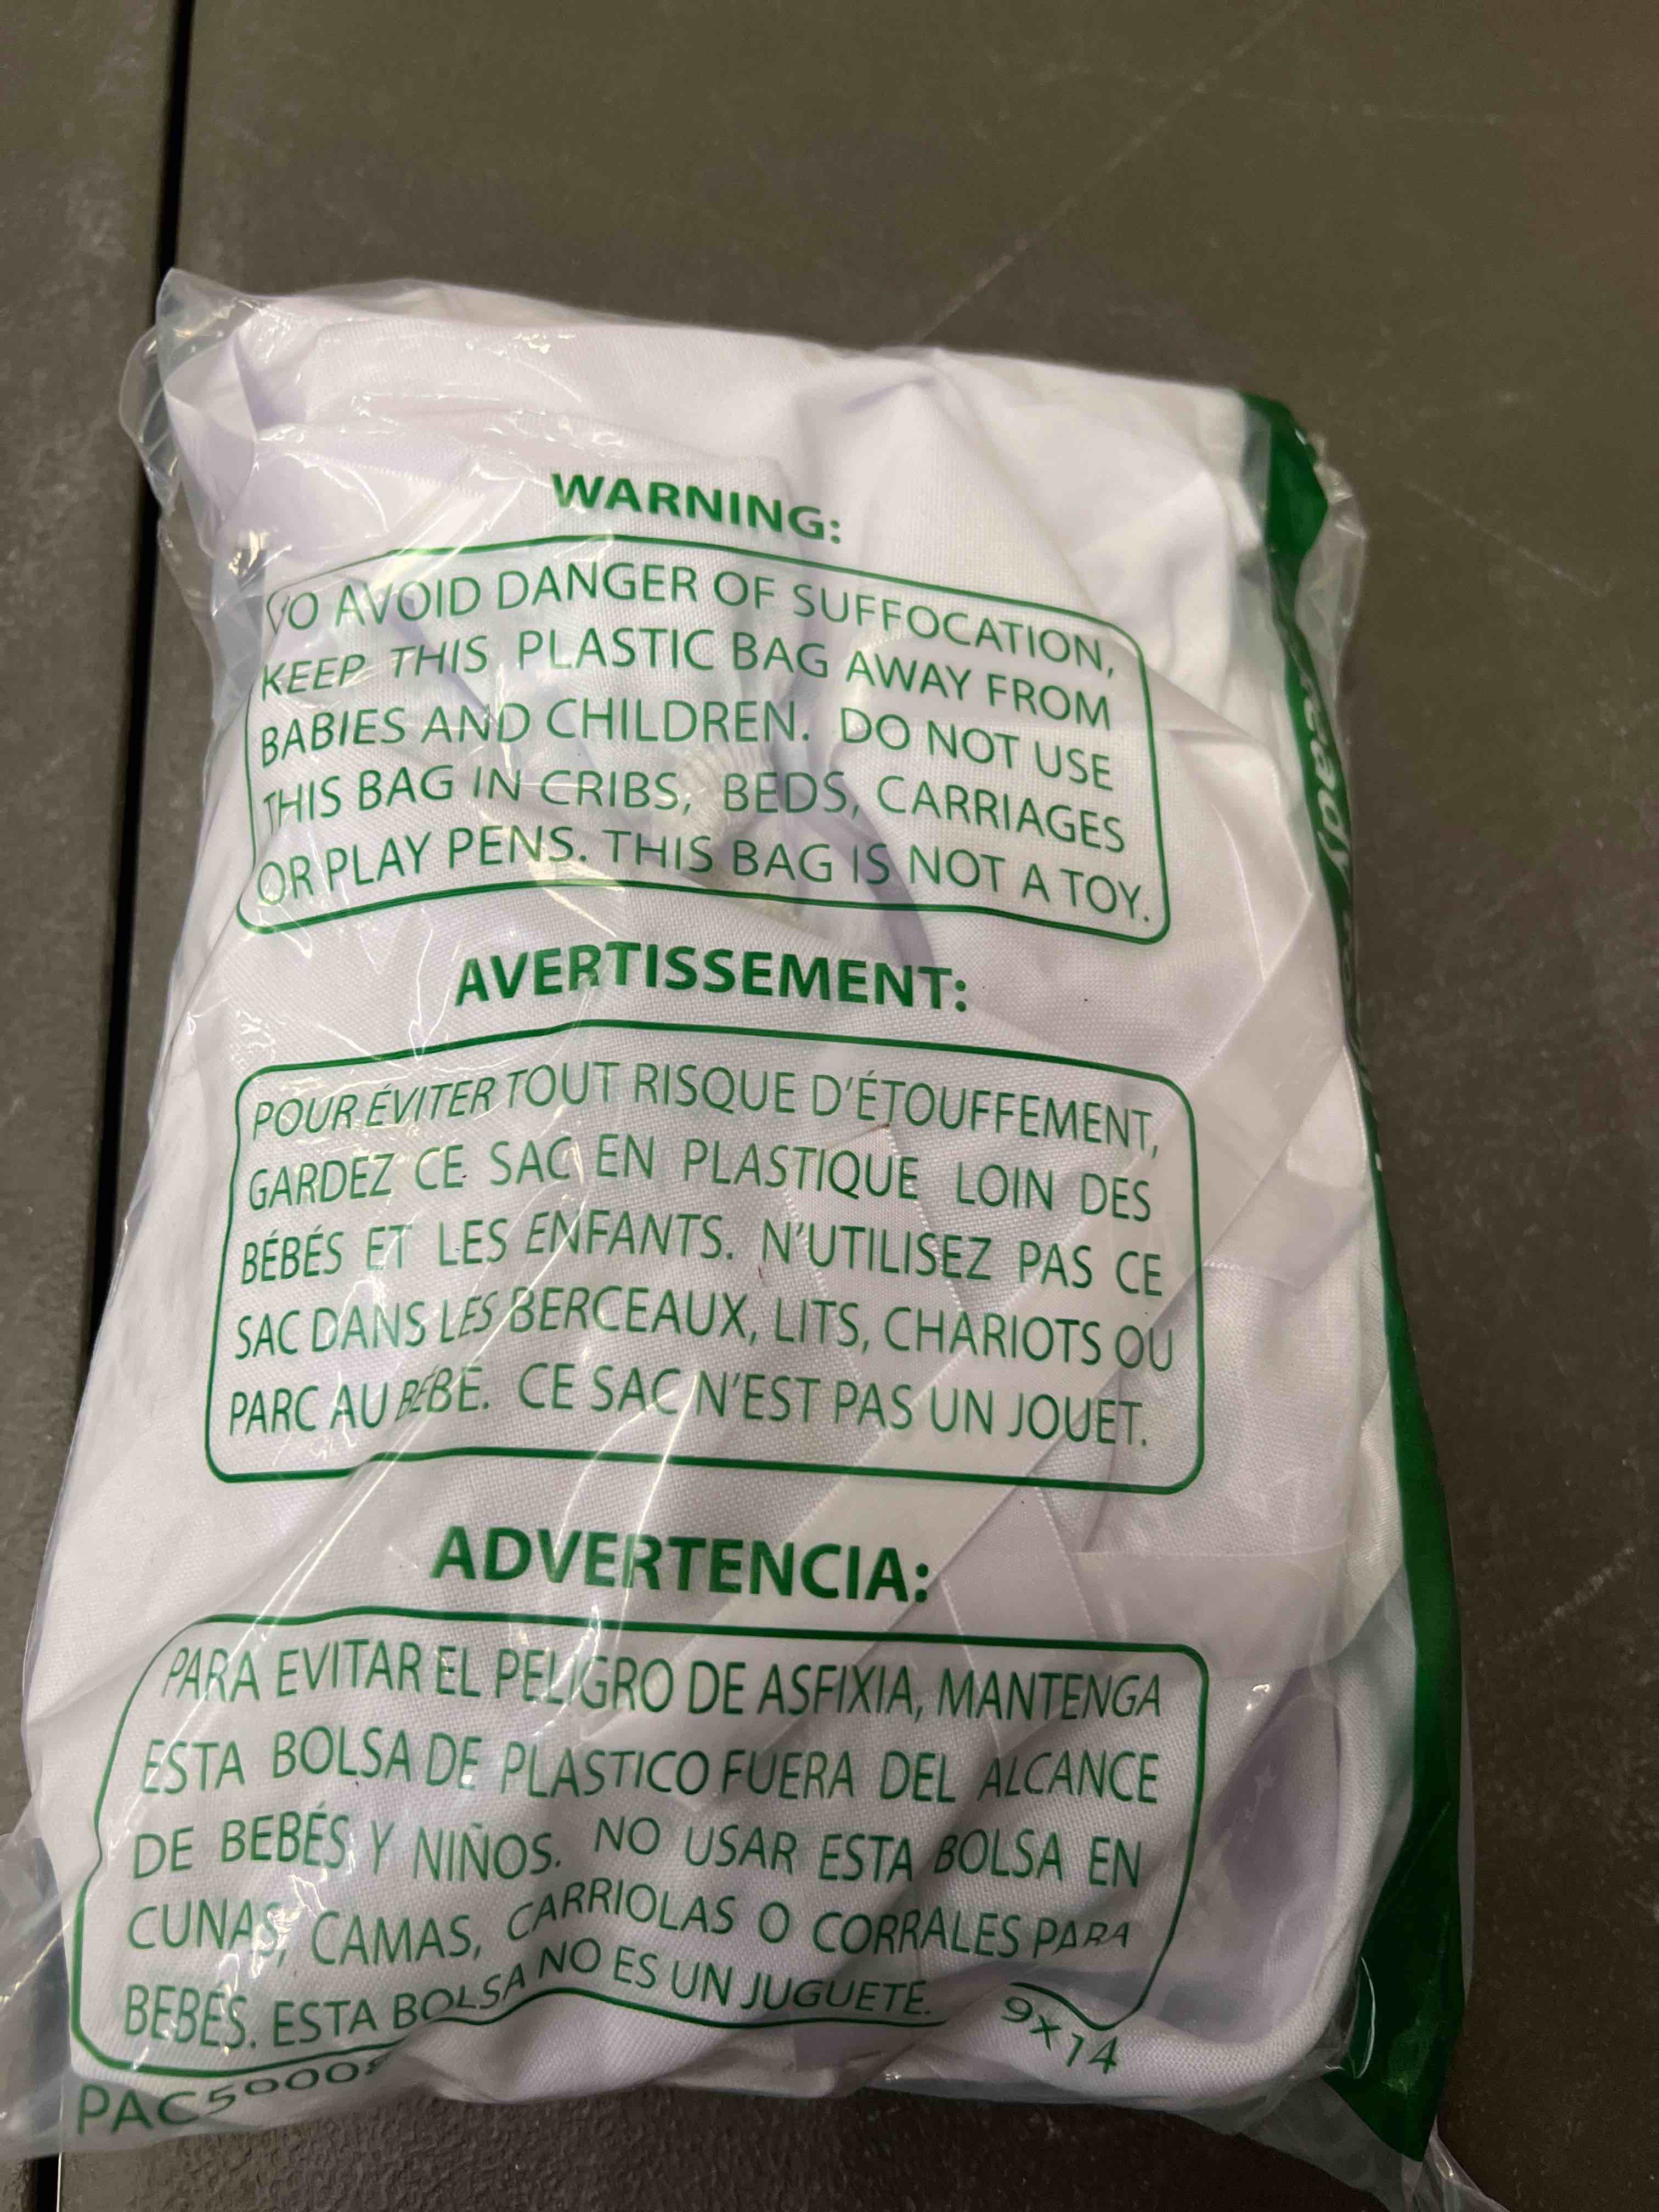 WARNING:
TO AVOID DANGER OF SUFFOCATION,
KEEP THIS PLASTIC BAG AWAY FROM
BABIES AND CHILDREN. DO NOT USE
THIS BAG IN CRIBS, BEDS, CARRIAGES
OR PLAY PENS. THIS BAG IS NOT A TOY.
AVERTISSEMENT:
POUR ÉVITER TOUT RISQUE D'ÉTOUFFEMENT,
GARDEZ CE SAC EN PLASTIQUE LOIN DES
BÉBÉS ET LES ENFANTS. N'UTILISEZ PAS CE
SAC DANS LES BERCEAUX, LITS, CHARIOTS OU
PARC AU BÉBE. CE SAC N'EST PAS UN JOUET.
ADVERTENCIA:
PARA EVITAR EL PELIGRO DE ASFIXIA, MANTENGA
ESTA BOLSA DE PLASTICO FUERA DEL ALCANCE
DE BEBÉS Y NIÑOS. NO USAR ESTA BOLSA EN
CUNAS, CAMAS, CARRIOLAS O CORRALES PARA
BEBÉS. ESTA BOLSA NO ES UN JUGUETE.
9x14